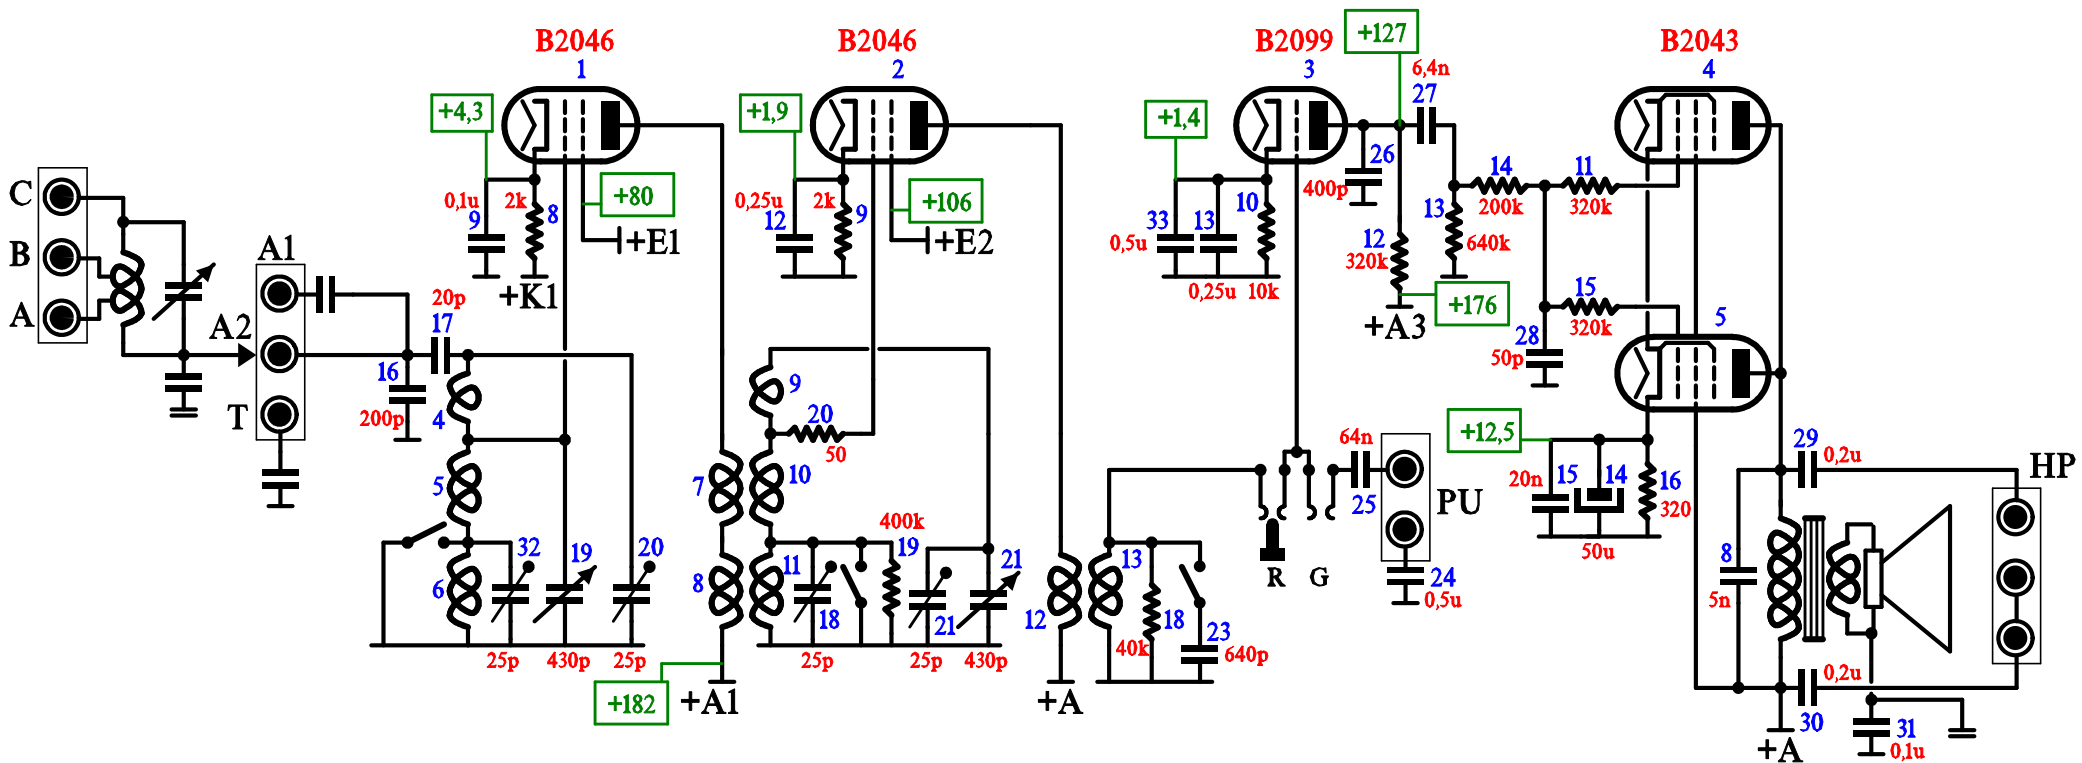 B2046
1
B2046
2
B2099
3
+127
B2043
4
+4,3
+1,9
+1,4
6,4n
27
C
B
A
A1
A2
T
0,1u
9
2k
8
+80
+E1
+K1
0,25u
12
2k
9
+106
+E2
33
0,5u
13
0,25u
10
10k
400p
26
12
320k
+A3
+176
13
640k
14
200k
11
320k
15
320k
28
50p
5
20p
17
16
200p
4
5
6
32
25p
19
430p
20
25p
9
20
50
7
10
8
11
18
25p
400k
19
21
25p
21
430p
+182
+A1
12
+A
13
18
40k
23
640p
R
G
64n
25
PU
24
0,5u
+12,5
20n
15
14
50u
16
320
29
0,2u
HP
8
5n
30
0,2u
+A
31
0,1u